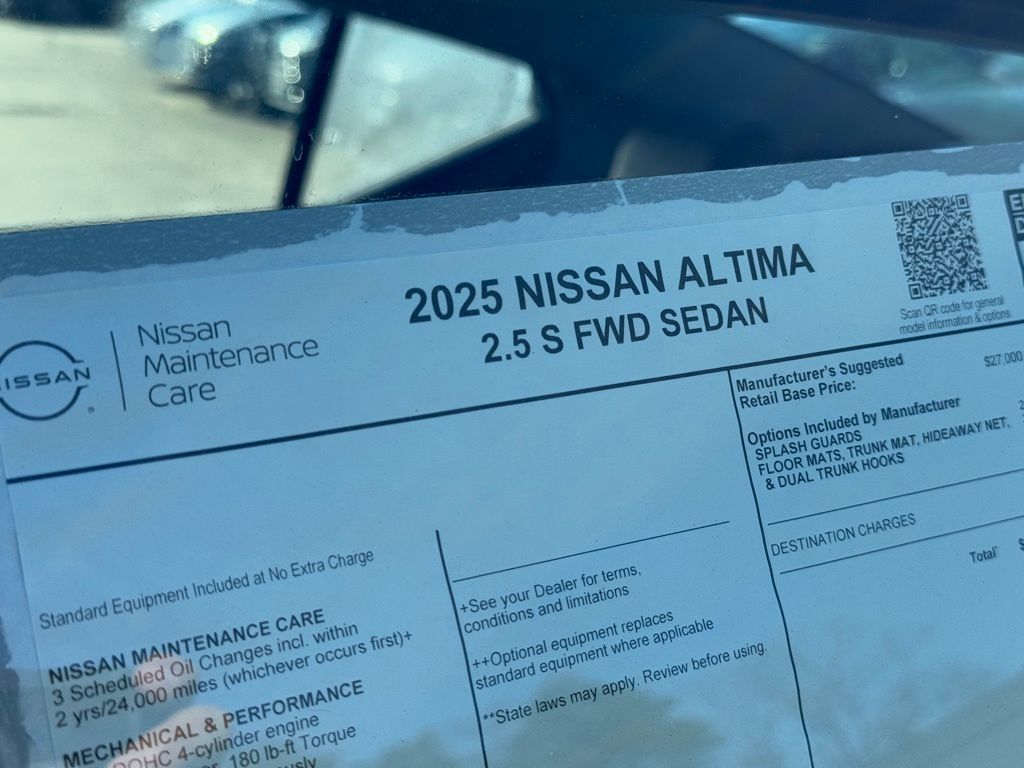 2025 NISSAN ALTIMA
2.5 S FWD SEDAN
NISSAN
Nissan
Maintenance
Care
Scan QR code for general
model information & options
Manufacturer's Suggested
Retail Base Price:
$27,000
Options Included by Manufacturer
SPLASH GUARDS
FLOOR MATS, TRUNK MAT, HIDEAWAY NET,
& DUAL TRUNK HOOKS
DESTINATION CHARGES
Total*
Standard Equipment Included at No Extra Charge
NISSAN MAINTENANCE CARE
3 Scheduled Oil Changes incl. within
2 yrs/24,000 miles (whichever occurs first)+
MECHANICAL & PERFORMANCE
DOHC 4-cylinder engine
180 lb-ft Torque
+See your Dealer for terms,
conditions and limitations
++Optional equipment replaces
standard equipment where applicable
**State laws may apply. Review before using.